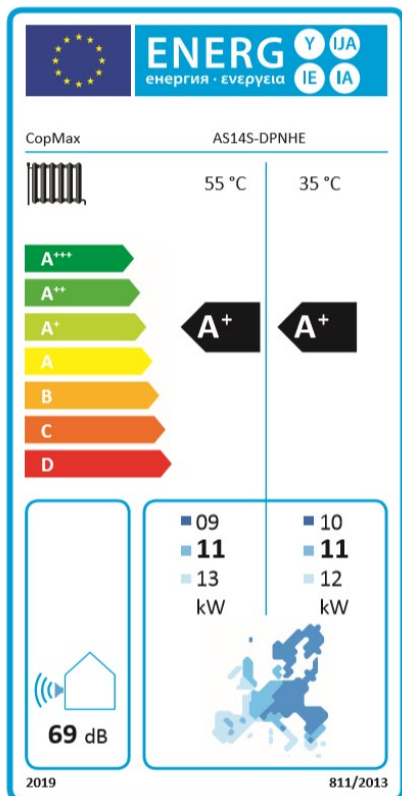 ENERG Y IJA
енергия · ενεργεια IE IA
CopMax AS14S-DPNHE
55 °C 35 °C
A+++
A++
A+
A
B
C
D
A+ A+
09 10
11 11
13 12
kW kW
69 dB
2019 811/2013